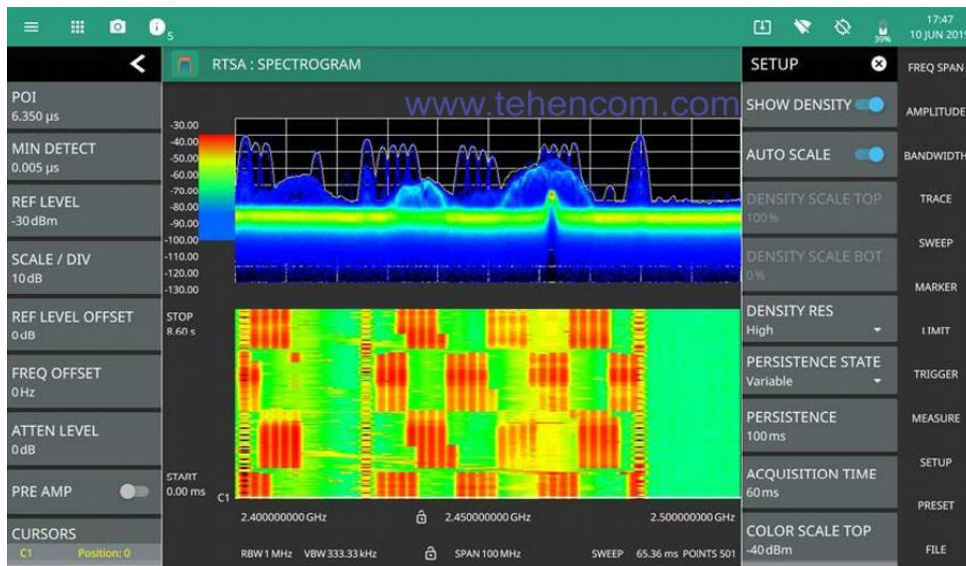 5
39%
17:47
10 JUN 2019
RTSA : SPECTROGRAM
SETUP
www.tehencom.com
POI
6.350 µs
MIN DETECT
0.005 µs
REF LEVEL
-30 dBm
SCALE / DIV
10 dB
REF LEVEL OFFSET
0 dB
FREQ OFFSET
0 Hz
ATTEN LEVEL
0 dB
PRE AMP
CURSORS
C1 Position: 0
-30.00
-40.00
-50.00
-60.00
-70.00
-80.00
-90.00
-100.00
-110.00
-120.00
-130.00
STOP
8.60 s
START
0.00 ms
C1
2.400000000 GHz
2.450000000 GHz
2.500000000 GHz
RBW 1 MHz VBW 333.33 kHz SPAN 100 MHz SWEEP 65.36 ms POINTS 501
SHOW DENSITY
AUTO SCALE
DENSITY SCALE TOP
100 %
DENSITY SCALE BOT
0 %
DENSITY RES
High
PERSISTENCE STATE
Variable
PERSISTENCE
100 ms
ACQUISITION TIME
60 ms
COLOR SCALE TOP
-40 dBm
FREQ SPAN
AMPLITUDE
BANDWIDTH
TRACE
SWEEP
MARKER
LIMIT
TRIGGER
MEASURE
SETUP
PRESET
FILE